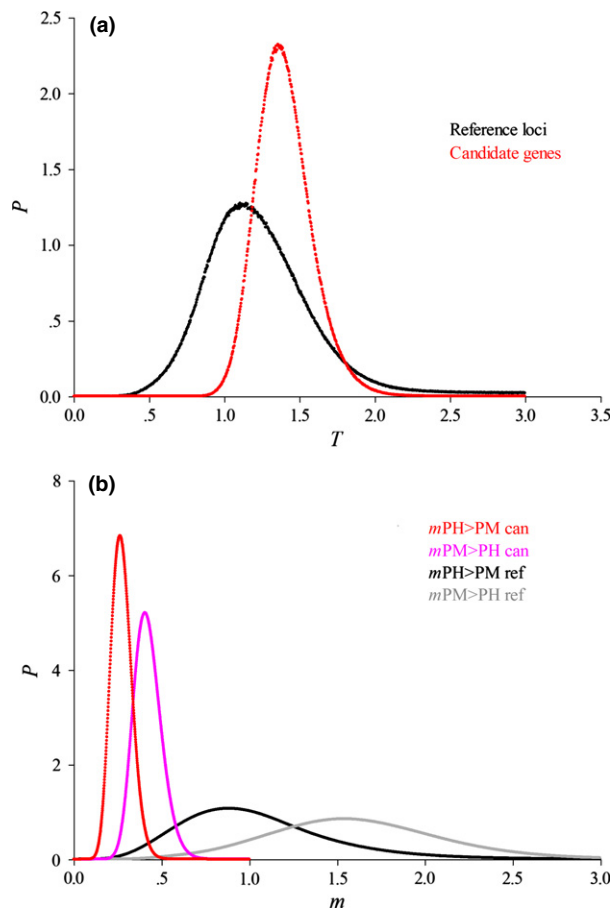 (a)
2.5
2.0
1.5
1.0
.5
0.0
P
Reference loci
Candidate genes
0.0 .5 1.0 1.5 2.0 2.5 3.0 3.5
T
(b)
8
6
4
2
0
P
mPH>PM can
mPM>PH can
mPH>PM ref
mPM>PH ref
0.0 1.0 1.0 1.5 2.0 3.0
m